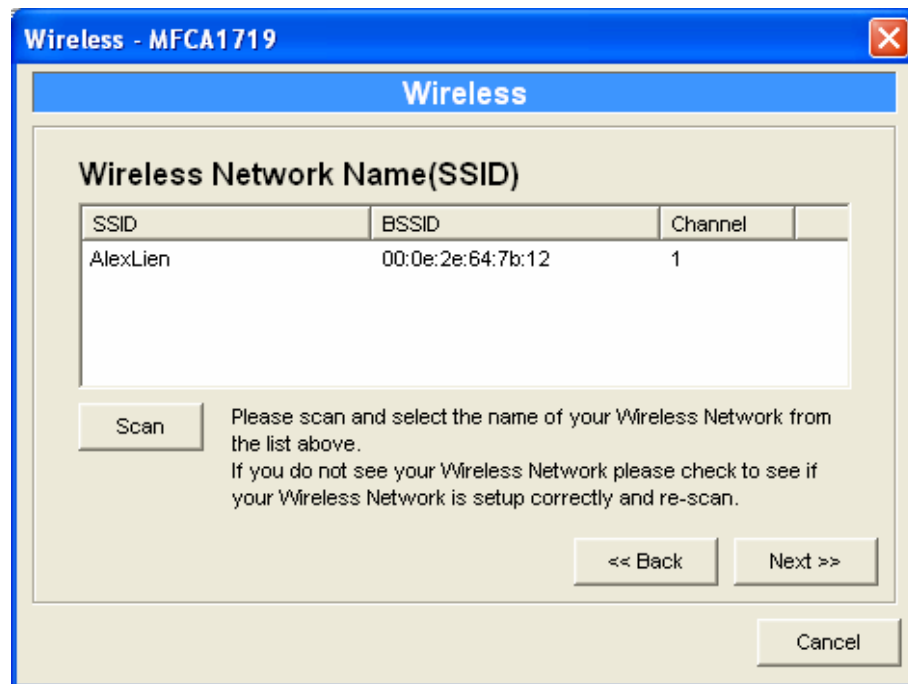 Wireless - MFCA1719
Wireless
Wireless Network Name(SSID)
SSID BSSID Channel
AlexLien 00:0e:2e:64:7b:12 1
Scan
Please scan and select the name of your Wireless Network from
the list above.
If you do not see your Wireless Network please check to see if
your Wireless Network is setup correctly and re-scan.
<< Back Next >>
Cancel